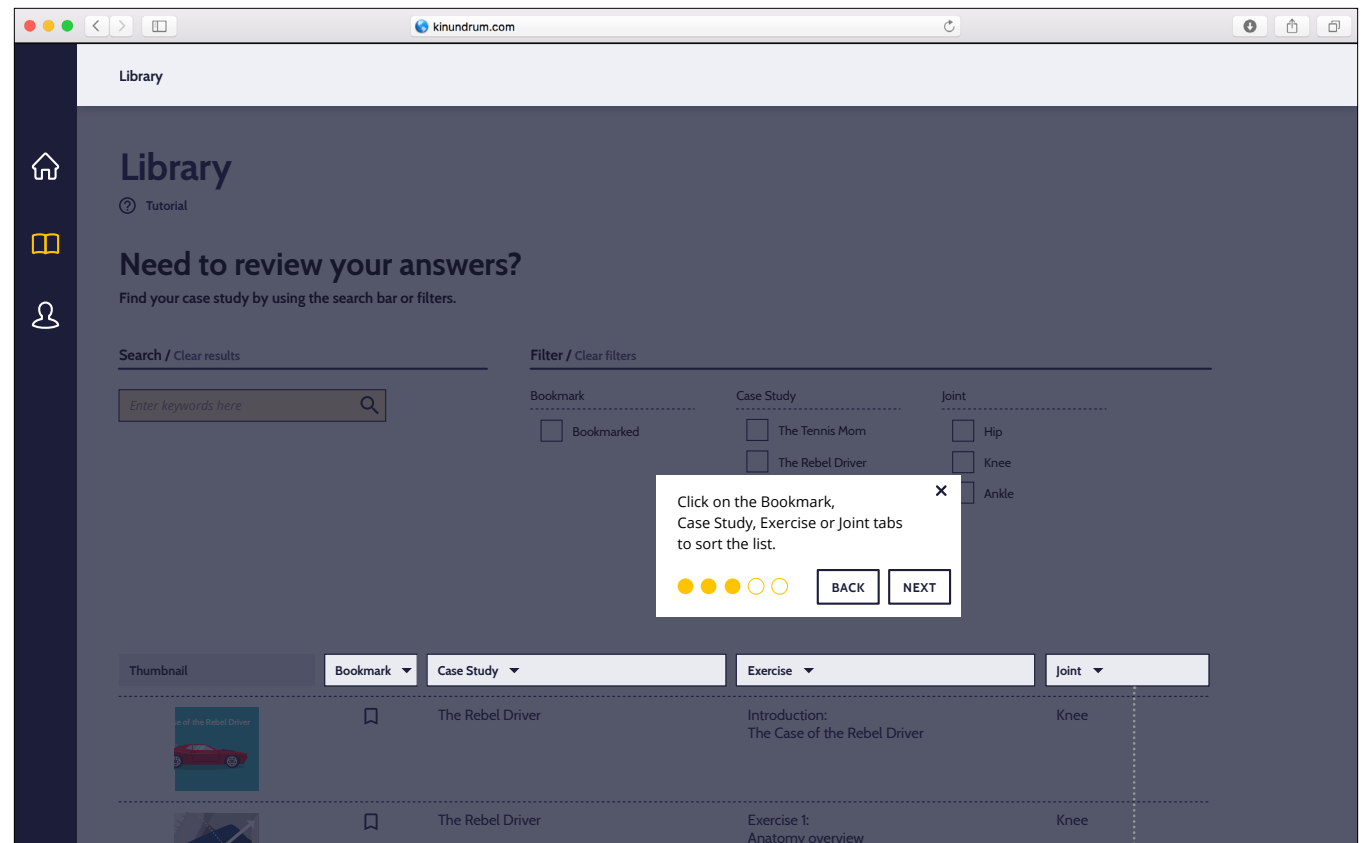 kinundrum.com
Library
Library
? Tutorial
Need to review your answers?
Find your case study by using the search bar or filters.
Search / Clear results
Filter / Clear filters
Enter keywords here
Bookmark
Case Study
Joint
Bookmarked
The Tennis Mom
Hip
The Rebel Driver
Knee
Ankle
Click on the Bookmark,
Case Study, Exercise or Joint tabs
to sort the list.
BACK
NEXT
Thumbnail
Bookmark
Case Study
Exercise
Joint
e of the Rebel Driver
The Rebel Driver
Introduction:
The Case of the Rebel Driver
Knee
The Rebel Driver
Exercise 1:
Anatomy overview
Knee